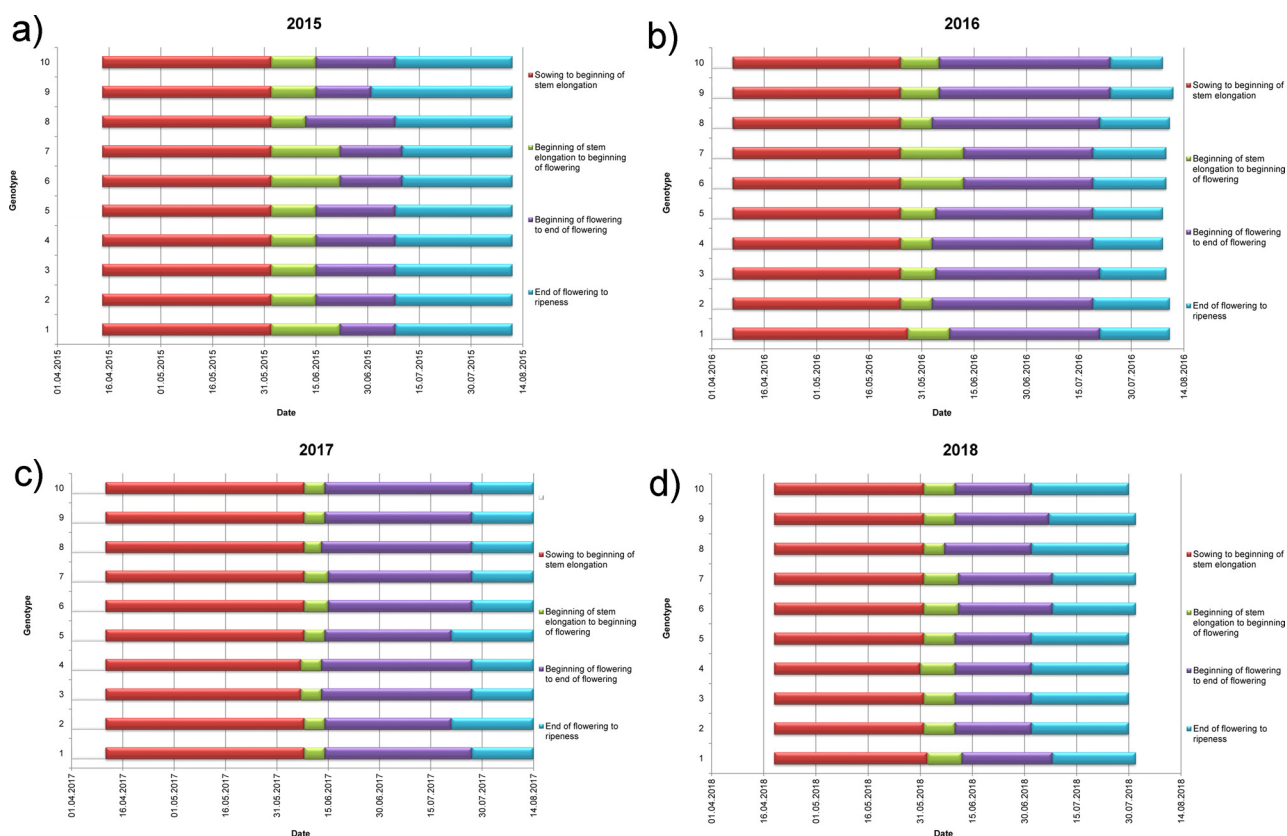 a)
2015
10
9
8
7
6
5
4
3
2
1
Genotype
01.04.2015
16.04.2015
01.05.2015
16.05.2015
31.05.2015
15.06.2015
30.06.2015
15.07.2015
30.07.2015
14.08.2015
Date
Sowing to beginning of
stem elongation
Beginning of stem
elongation to beginning
of flowering
Beginning of flowering
to end of flowering
End of flowering to
ripeness
b)
2016
10
9
8
7
6
5
4
3
2
1
Genotype
01.04.2016
16.04.2016
01.05.2016
16.05.2016
31.05.2016
15.06.2016
30.06.2016
15.07.2016
30.07.2016
14.08.2016
Date
Sowing to beginning of
stem elongation
Beginning of stem
elongation to beginning
of flowering
Beginning of flowering
to end of flowering
End of flowering to
ripeness
c)
2017
10
9
8
7
6
5
4
3
2
1
Genotype
01.04.2017
16.04.2017
01.05.2017
16.05.2017
31.05.2017
15.06.2017
30.06.2017
15.07.2017
30.07.2017
14.08.2017
Date
Sowing to beginning of
stem elongation
Beginning of stem
elongation to beginning
of flowering
Beginning of flowering
to end of flowering
End of flowering to
ripeness
d)
2018
10
9
8
7
6
5
4
3
2
1
Genotype
01.04.2018
16.04.2018
01.05.2018
16.05.2018
31.05.2018
15.06.2018
30.06.2018
15.07.2018
30.07.2018
14.08.2018
Date
Sowing to beginning of
stem elongation
Beginning of stem
elongation to beginning
of flowering
Beginning of flowering
to end of flowering
End of flowering to
ripeness